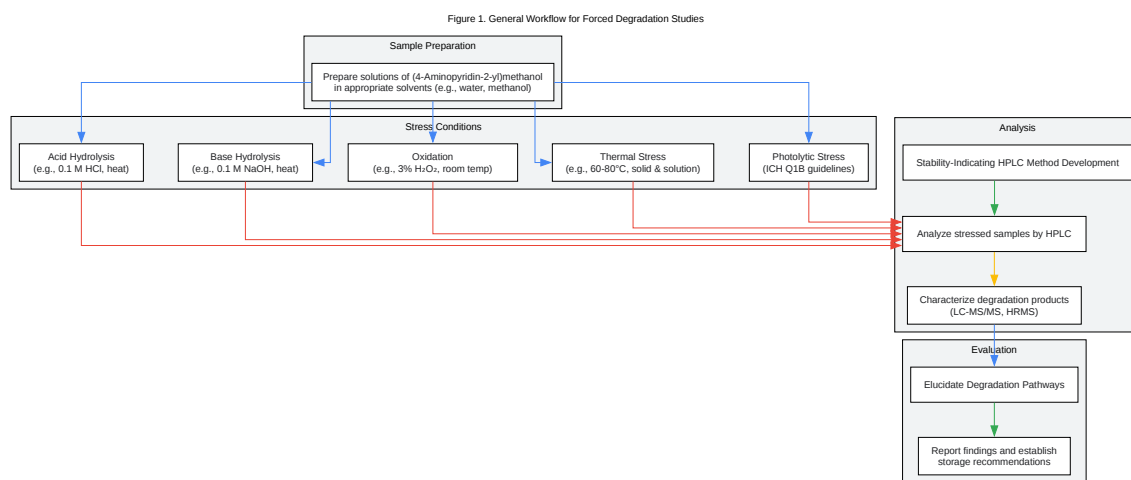 Figure 1. General Workflow for Forced Degradation Studies
Sample Preparation
Prepare solutions of (4-Aminopyridin-2-yl)methanol
in appropriate solvents (e.g., water, methanol)
Stress Conditions
Acid Hydrolysis
(e.g., 0.1 M HCl, heat)
Base Hydrolysis
(e.g., 0.1 M NaOH, heat)
Oxidation
(e.g., 3% H₂O₂, room temp)
Thermal Stress
(e.g., 60-80°C, solid & solution)
Photolytic Stress
(ICH Q1B guidelines)
Analysis
Stability-Indicating HPLC Method Development
Analyze stressed samples by HPLC
Characterize degradation products
(LC-MS/MS, HRMS)
Evaluation
Elucidate Degradation Pathways
Report findings and establish
storage recommendations